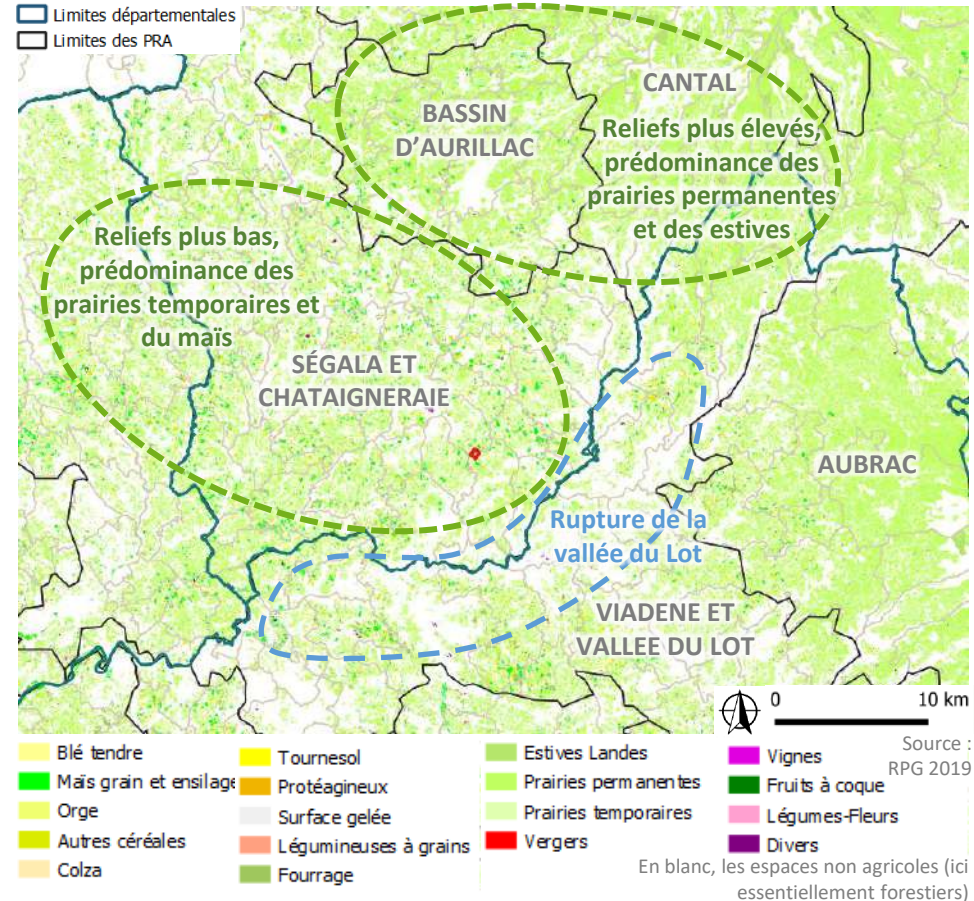 Limites départementales
Limites des PRA
BASSIN
D'AURILLAC
CANTAL
Reliefs plus élevés,
prédominance des
prairies permanentes
et des estives
Reliefs plus bas,
prédominance des
prairies temporaires et
du maïs
SÉGALA ET
CHATAIGNERAIE
AUBRAC
Rupture de la
vallée du Lot
VIADENE ET
VALLEE DU LOT
0 10 km
Source :
RPG 2019
Blé tendre
Maïs grain et ensilage
Orge
Autres céréales
Colza
Tournesol
Protéagineux
Surface gelée
Légumineuses à grains
Fourrage
Estives Landes
Prairies permanentes
Prairies temporaires
Vergers
Vignes
Fruits à coque
Légumes-Fleurs
Divers
En blanc, les espaces non agricoles (ici
essentiellement forestiers)